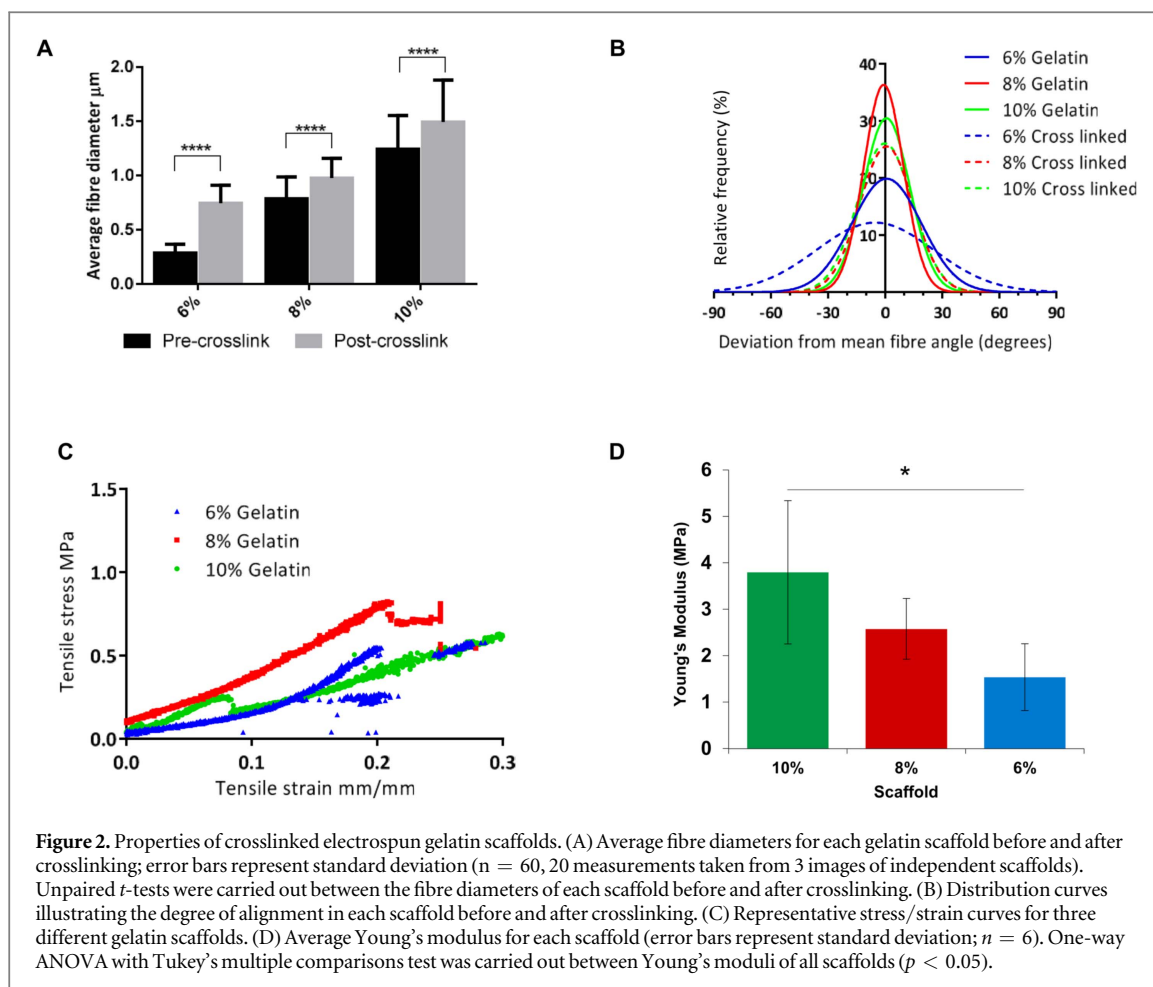 A
****
****
****
2.0
1.5
1.0
0.5
0.0
Average fibre diameter μm
6%
8%
10%
Pre-crosslink
Post-crosslink
B
40
30
20
10
Relative frequency (%)
6% Gelatin
8% Gelatin
10% Gelatin
6% Cross linked
8% Cross linked
10% Cross linked
-90 -60 -30 0 30 60 90
Deviation from mean fibre angle (degrees)
C
1.5
1.0
0.5
0.0
Tensile stress MPa
6% Gelatin
8% Gelatin
10% Gelatin
0.0 0.1 0.2 0.3
Tensile strain mm/mm
D
*
6
5
4
3
2
1
0
Young's Modulus (MPa)
10% 8% 6%
Scaffold
Figure 2. Properties of crosslinked electrospun gelatin scaffolds. (A) Average fibre diameters for each gelatin scaffold before and after
crosslinking; error bars represent standard deviation (n = 60, 20 measurements taken from 3 images of independent scaffolds).
Unpaired t-tests were carried out between the fibre diameters of each scaffold before and after crosslinking. (B) Distribution curves
illustrating the degree of alignment in each scaffold before and after crosslinking. (C) Representative stress/strain curves for three
different gelatin scaffolds. (D) Average Young's modulus for each scaffold (error bars represent standard deviation; n = 6). One-way
ANOVA with Tukey's multiple comparisons test was carried out between Young's moduli of all scaffolds (p < 0.05).